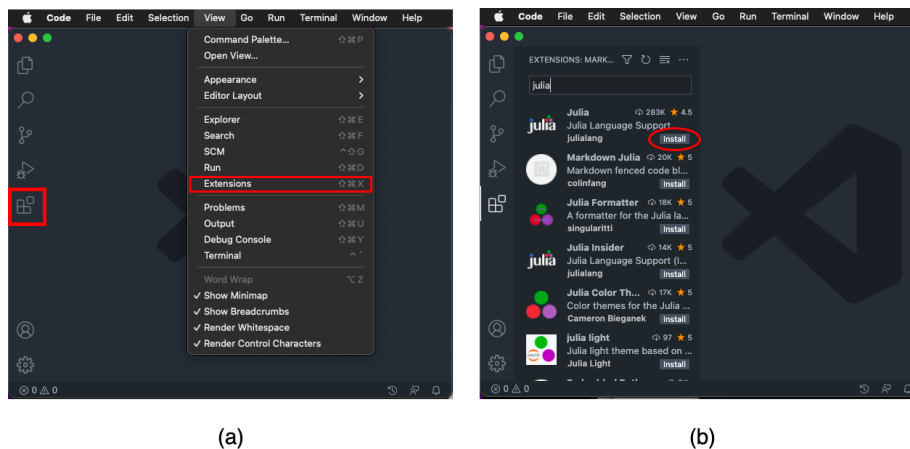 Code File Edit Selection View Go Run Terminal Window Help
Command Palette... ⇧⌘P
Open View...
Appearance >
Editor Layout >
Explorer ⇧⌘E
Search ⇧⌘F
SCM ^⇧G
Run ⇧⌘D
Extensions ⇧⌘X
Problems ⇧⌘M
Output ⇧⌘U
Debug Console ⇧⌘Y
Terminal ^`
Word Wrap ⌥Z
✓ Show Minimap
✓ Show Breadcrumbs
✓ Render Whitespace
✓ Render Control Characters
0 0
(a)
Code File Edit Selection View Go Run Terminal Window Help
EXTENSIONS: MARK... ...
julia
julia
Julia 283K ★ 4.5
Julia Language Support
julialang Install
Markdown Julia 20K ★ 5
Markdown fenced code bl...
colinfang Install
Julia Formatter 18K ★ 5
A formatter for the Julia la...
singularitti Install
julia
Julia Insider 14K ★ 5
Julia Language Support (I...
julialang Install
Julia Color Th... 17K ★ 5
Color themes for the Julia ...
Cameron Bieganek Install
julia light 97 ★ 5
Julia light theme based on ...
Julia Light Install
0 0
(b)